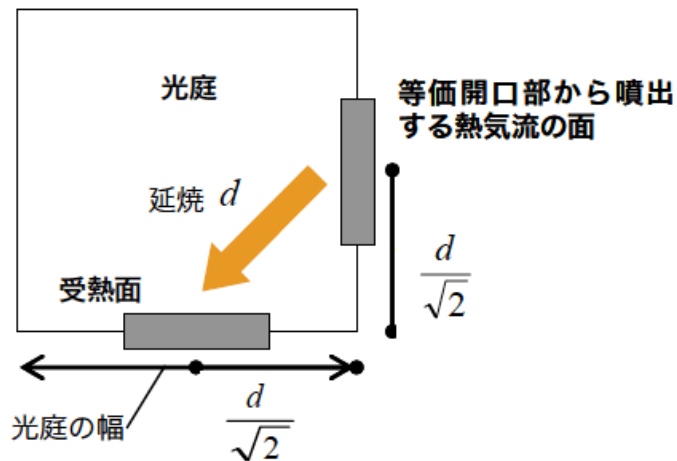 光庭
等価開口部から噴出
する熱気流の面
延焼 d
d
√2
受熱面
光庭の幅
d
√2